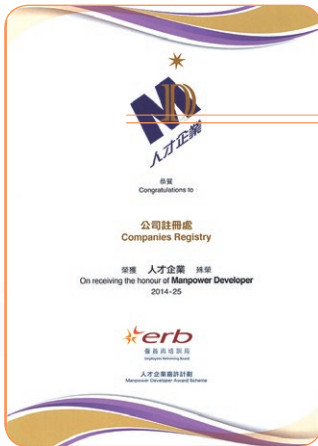 MD
人才企業
恭賀
Congratulations to
公司註冊處
Companies Registry
榮獲 人才企業 殊榮
On receiving the honour of Manpower Developer
2014-25
erb
僱員再培訓局
Employees Retraining Board
人才企業嘉許計劃
Manpower Developer Award Scheme